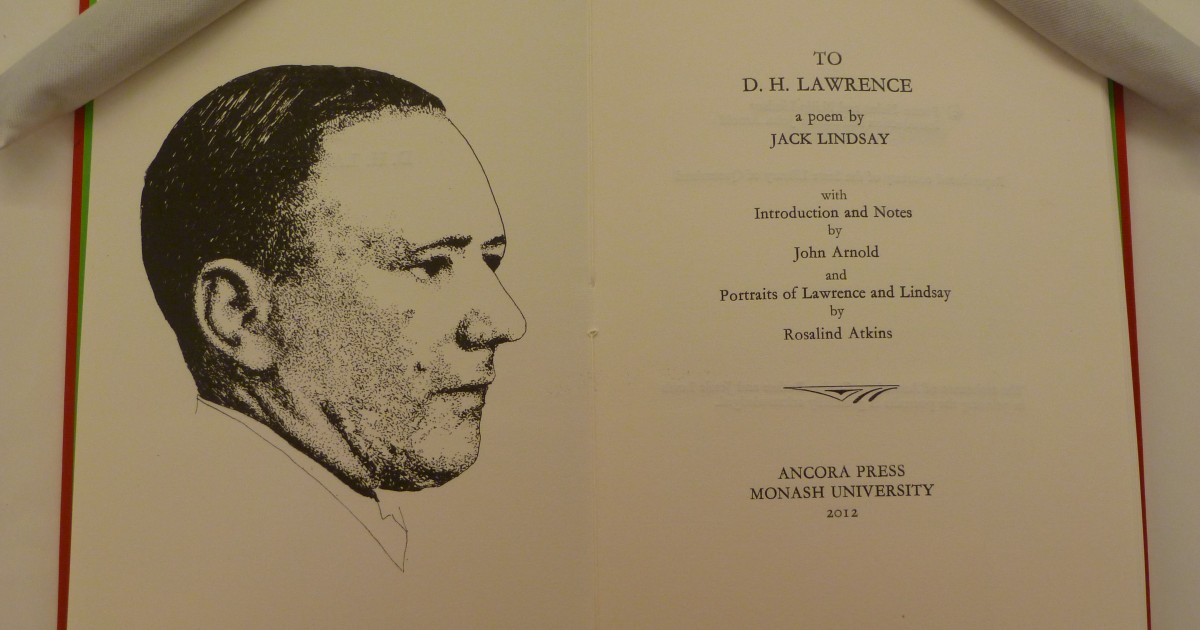 TO
D. H. LAWRENCE
a poem by
JACK LINDSAY
with
Introduction and Notes
by
John Arnold
and
Portraits of Lawrence and Lindsay
by
Rosalind Atkins
ANCORA PRESS
MONASH UNIVERSITY
2012